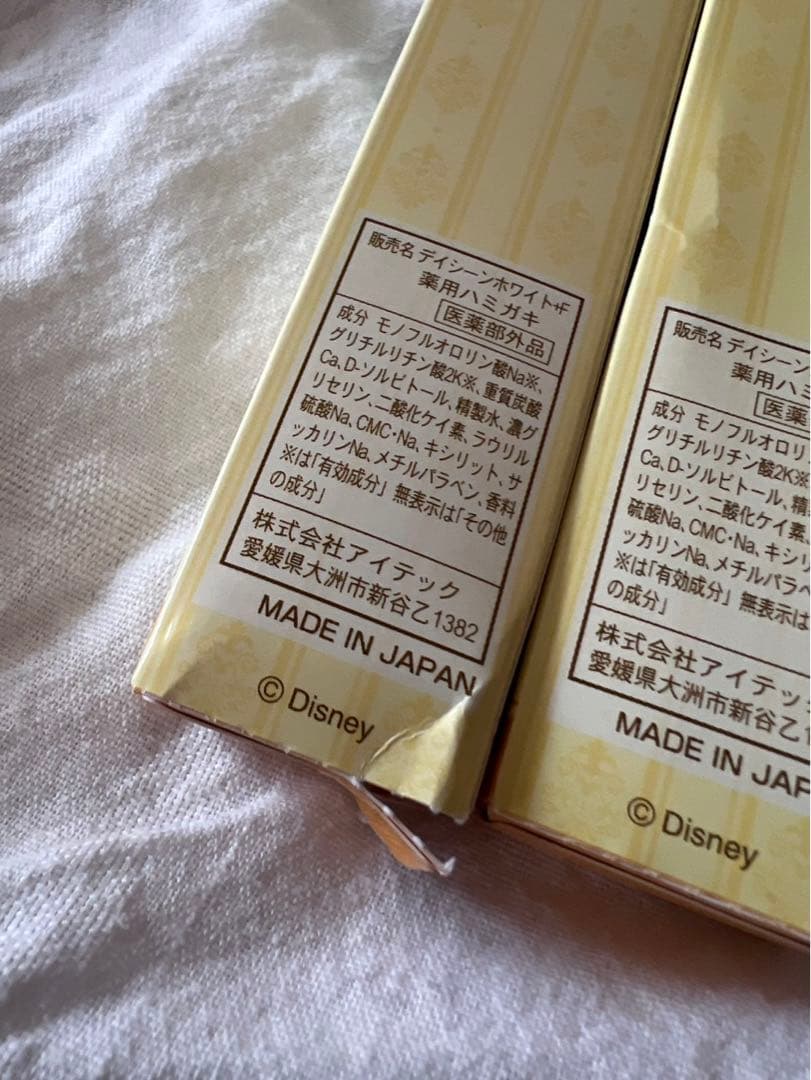 販売名 デイシーンホワイト+F
薬用ハミガキ
医薬部外品
成分 モノフルオロリン酸Na※、
グリチルリチン酸2K※、重質炭酸
Ca、D-ソルビトール、精製水、濃グ
リセリン、二酸化ケイ素、ラウリル
硫酸Na、CMC・Na、キシリット、サ
ッカリンNa、メチルパラベン、香料
※は「有効成分」 無表示は「その他
の成分」
株式会社アイテック
愛媛県大洲市新谷乙1382
MADE IN JAPAN
© Disney
販売名 デイシーン
薬用ハミ
医薬
成分 モノフルオロリン
グリチルリチン酸2K※
Ca、D-ソルビトール、精
リセリン、二酸化ケイ素、
硫酸Na、CMC・Na、キシリ
ッカリンNa、メチルパラベ
※は「有効成分」 無表示は
の成分」
株式会社アイテック
愛媛県大洲市新谷乙1
MADE IN JAP
© Disney